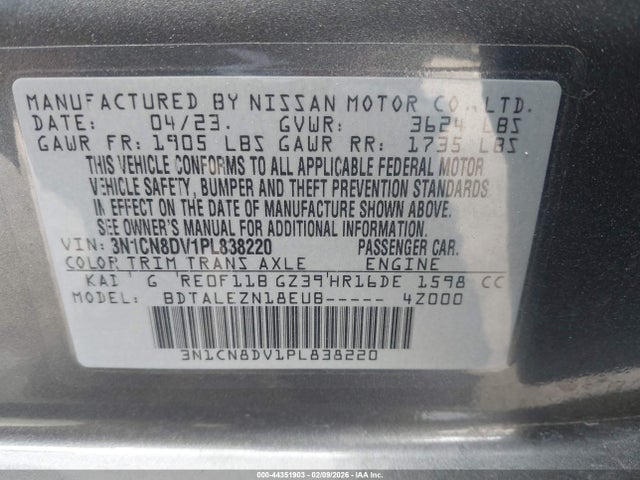 MANUFACTURED BY NISSAN MOTOR CO., LTD.
DATE: 04/23. GVWR: 3624 LBS
GAWR FR: 1905 LBS GAWR RR: 1735 LBS
THIS VEHICLE CONFORMS TO ALL APPLICABLE FEDERAL MOTOR
VEHICLE SAFETY, BUMPER AND THEFT PREVENTION STANDARDS
IN EFFECT ON THE DATE OF MANUFACTURE SHOWN ABOVE.
SEE OWNER'S MANUAL FOR ADDITIONAL INFORMATION.
VIN: 3N1CN8DV1PL838220 PASSENGER CAR.
COLOR TRIM TRANS AXLE ENGINE
KAD G RE0F11B GZ39 HR16DE 1598 CC
MODEL: BDTALEZN18EUB----- 4Z000
3N1CN8DV1PL838220
000-44351903 | 02/09/2026 - Copyright © IAA, LLC